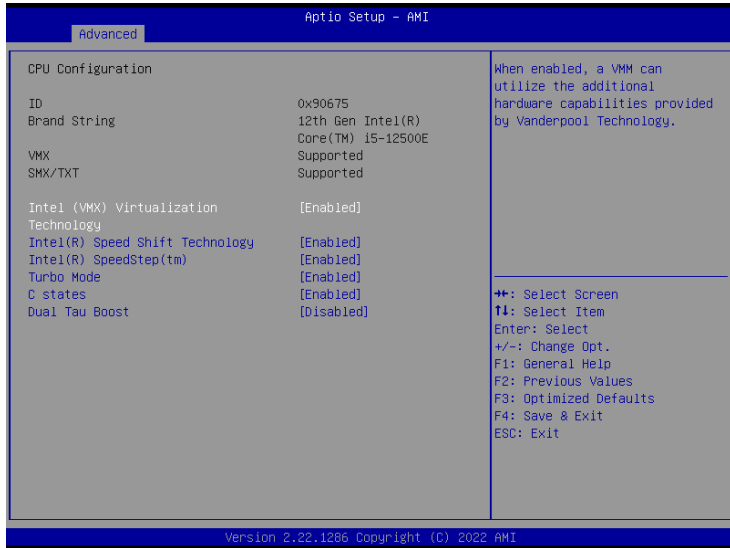 Aptio Setup – AMI
Advanced
CPU Configuration
ID 0x90675
Brand String 12th Gen Intel(R)
Core(TM) i5-12500E
VMX Supported
SMX/TXT Supported
Intel (VMX) Virtualization [Enabled]
Technology
Intel(R) Speed Shift Technology [Enabled]
Intel(R) SpeedStep(tm) [Enabled]
Turbo Mode [Enabled]
C states [Enabled]
Dual Tau Boost [Disabled]
When enabled, a VMM can
utilize the additional
hardware capabilities provided
by Vanderpool Technology.
→←: Select Screen
↑↓: Select Item
Enter: Select
+/-: Change Opt.
F1: General Help
F2: Previous Values
F3: Optimized Defaults
F4: Save & Exit
ESC: Exit
Version 2.22.1286 Copyright (C) 2022 AMI